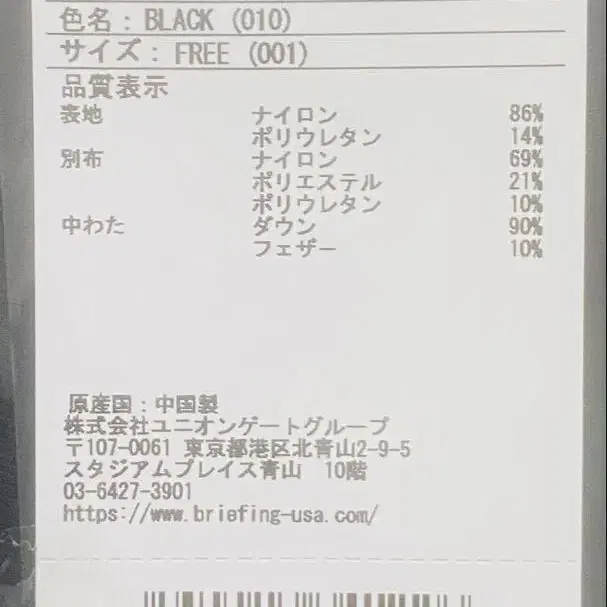 色名: BLACK (010)
サイズ: FREE (001)
品質表示
表地 ナイロン 86%
ポリウレタン 14%
別布 ナイロン 69%
ポリエステル 21%
ポリウレタン 10%
中わた ダウン 90%
フェザー 10%
原産国:中国製
株式会社ユニオンゲートグループ
〒107-0061 東京都港区北青山2-9-5
スタジアムプレイス青山 10階
03-6427-3901
https://www.briefing-usa.com/